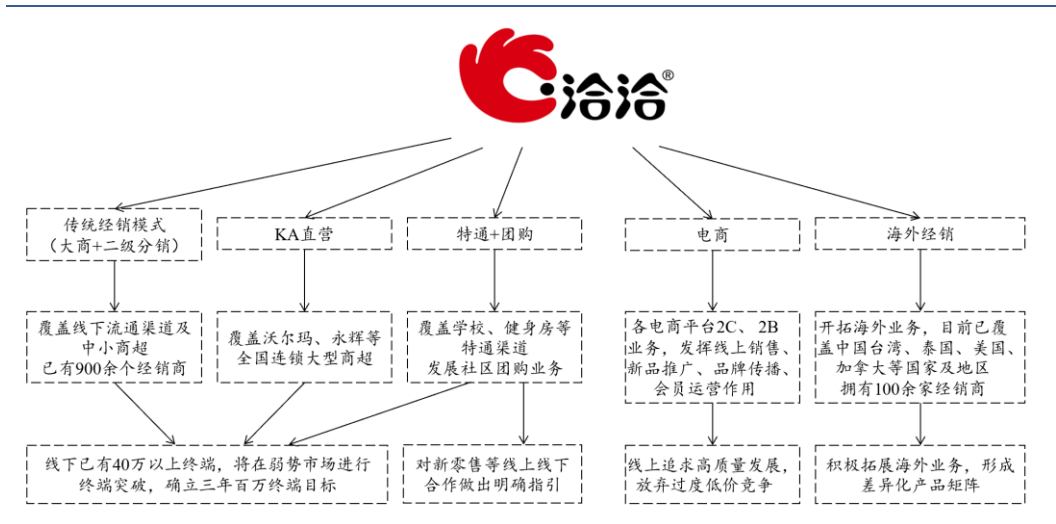 洽洽®
传统经销模式
（大商+二级分销）
KA直营
特通+团购
电商
海外经销
覆盖线下流通渠道及
中小商超
已有900余个经销商
覆盖沃尔玛、永辉等
全国连锁大型商超
覆盖学校、健身房等
特通渠道
发展社区团购业务
各电商平台2C、2B
业务，发挥线上销售、
新品推广、品牌传播、
会员运营作用
开拓海外业务，目前已覆
盖中国台湾、泰国、美国、
加拿大等国家及地区
拥有100余家经销商
线下已有40万以上终端，将在弱势市场进行
终端突破，确立三年百万终端目标
对新零售等线上线下
合作做出明确指引
线上追求高质量发展，
放弃过度低价竞争
积极拓展海外业务，形成
差异化产品矩阵